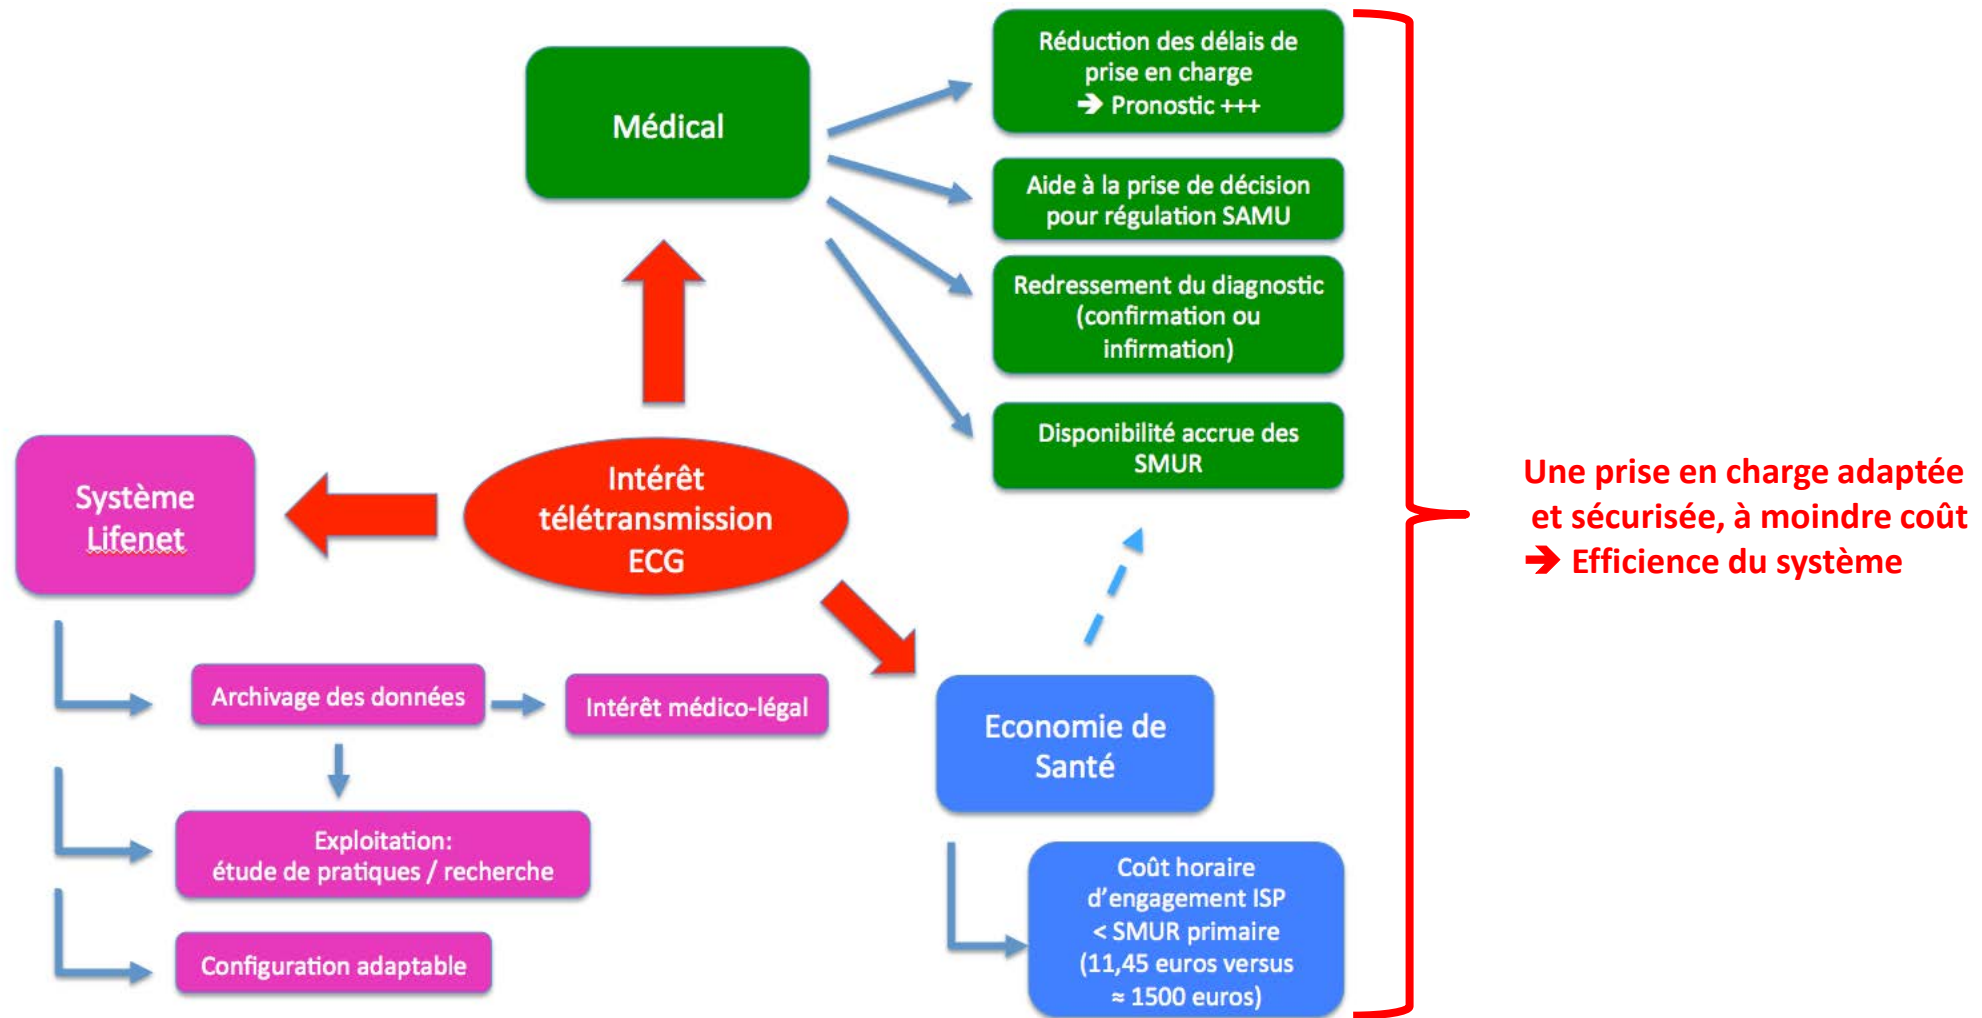 Médical
Réduction des délais de
prise en charge
➔ Pronostic +++
Aide à la prise de décision
pour régulation SAMU
Redressement du diagnostic
(confirmation ou
infirmation)
Disponibilité accrue des
SMUR
Intérêt
télétransmission
ECG
Système
Lifenet
Archivage des données
Intérêt médico-légal
Exploitation:
étude de pratiques / recherche
Configuration adaptable
Economie de
Santé
Coût horaire
d’engagement ISP
< SMUR primaire
(11,45 euros versus
≈ 1500 euros)
Une prise en charge adaptée
et sécurisée, à moindre coût
➔ Efficience du système